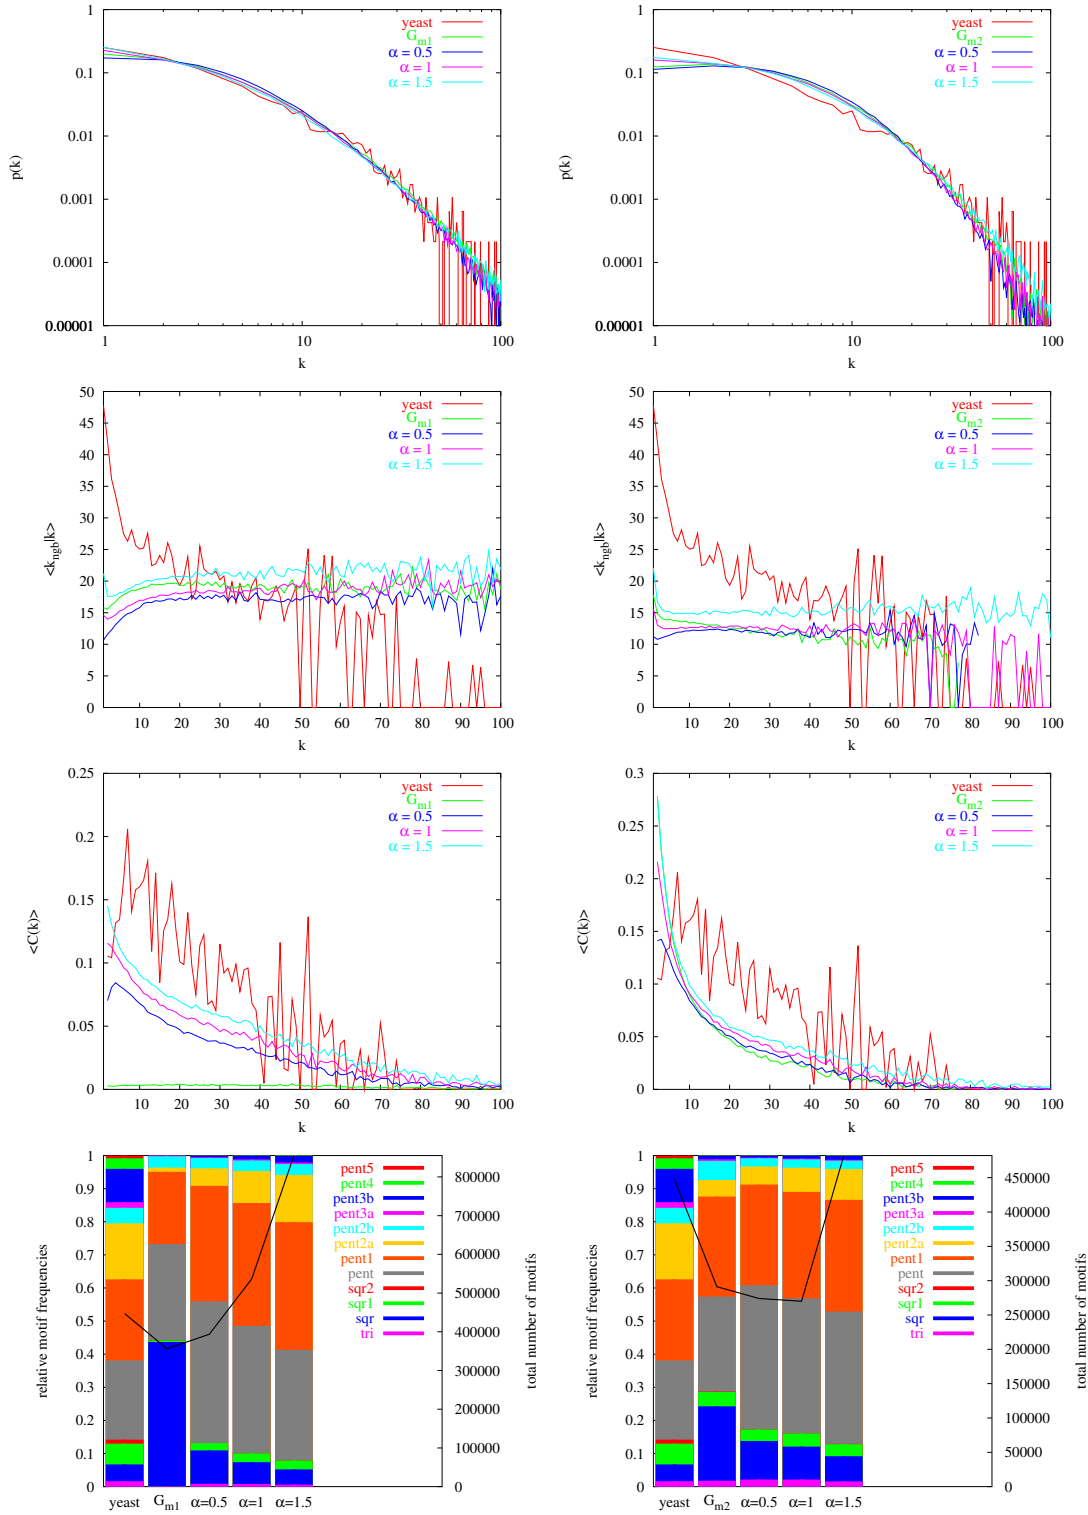 1
0.1
0.01
0.001
0.0001
0.00001
1
10
100
p(k)
k
yeast
Gm1
α = 0.5
α = 1
α = 1.5
1
0.1
0.01
0.001
0.0001
0.00001
1
10
100
p(k)
k
yeast
Gm2
α = 0.5
α = 1
α = 1.5
50
45
40
35
30
25
20
15
10
5
0
10 20 30 40 50 60 70 80 90 100
<kngb|k>
k
yeast
Gm1
α = 0.5
α = 1
α = 1.5
50
45
40
35
30
25
20
15
10
5
0
10 20 30 40 50 60 70 80 90 100
<kngb|k>
k
yeast
Gm2
α = 0.5
α = 1
α = 1.5
0.25
0.2
0.15
0.1
0.05
0
10 20 30 40 50 60 70 80 90 100
<C(k)>
k
yeast
Gm1
α = 0.5
α = 1
α = 1.5
0.3
0.25
0.2
0.15
0.1
0.05
0
10 20 30 40 50 60 70 80 90 100
<C(k)>
k
yeast
Gm2
α = 0.5
α = 1
α = 1.5
1
0.9
0.8
0.7
0.6
0.5
0.4
0.3
0.2
0.1
0
relative motif frequencies
yeast Gm1 α=0.5 α=1 α=1.5
pent5
pent4
pent3b
pent3a
pent2b
pent2a
pent1
pent
sqr2
sqr1
sqr
tri
800000
700000
600000
500000
400000
300000
200000
100000
0
total number of motifs
1
0.9
0.8
0.7
0.6
0.5
0.4
0.3
0.2
0.1
0
relative motif frequencies
yeast Gm2 α=0.5 α=1 α=1.5
pent5
pent4
pent3b
pent3a
pent2b
pent2a
pent1
pent
sqr2
sqr1
sqr
tri
450000
400000
350000
300000
250000
200000
150000
100000
50000
0
total number of motifs